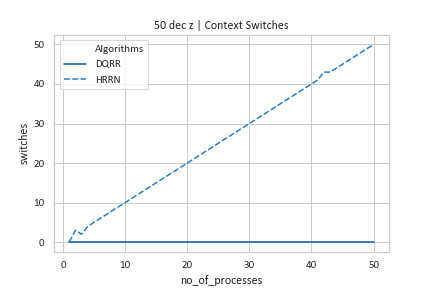 50 dec z | Context Switches
50
40
30
20
10
0
switches
Algorithms
DQRR
HRRN
0 10 20 30 40 50
no_of_processes